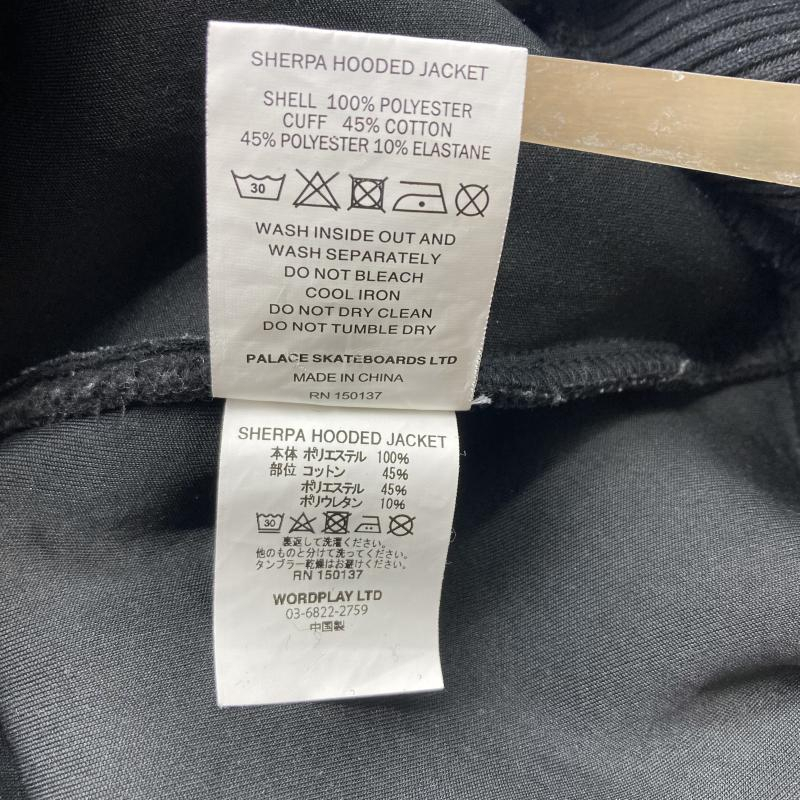 SHERPA HOODED JACKET
SHELL 100% POLYESTER
CUFF 45% COTTON
45% POLYESTER 10% ELASTANE
30
WASH INSIDE OUT AND
WASH SEPARATELY
DO NOT BLEACH
COOL IRON
DO NOT DRY CLEAN
DO NOT TUMBLE DRY
PALACE SKATEBOARDS LTD
MADE IN CHINA
RN 150137
SHERPA HOODED JACKET
本体 ポリエステル 100%
部位 コットン 45%
ポリエステル 45%
ポリウレタン 10%
30
裏返して洗濯ください。
他のものと分けて洗ってください。
タンブラー乾燥はお避けください。
RN 150137
WORDPLAY LTD
03-6822-2759
中国製